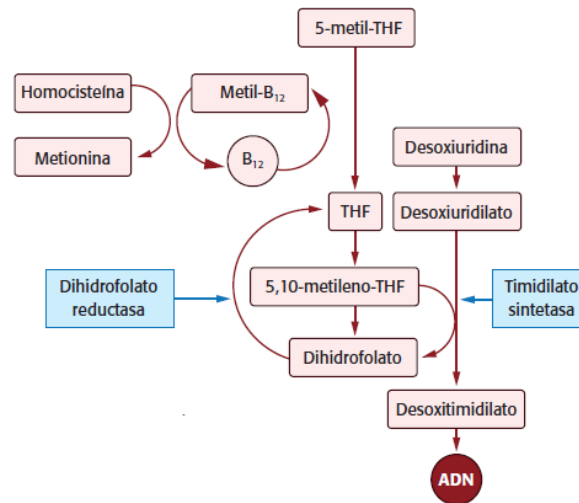 5-metil-THF
Homocisteína
Metil-B12
Metionina
B12
Desoxiuridina
THF
Desoxiuridilato
Dihidrofolato
reductasa
5,10-metileno-THF
Timidilato
sintetasa
Dihidrofolato
Desoxitimidilato
ADN